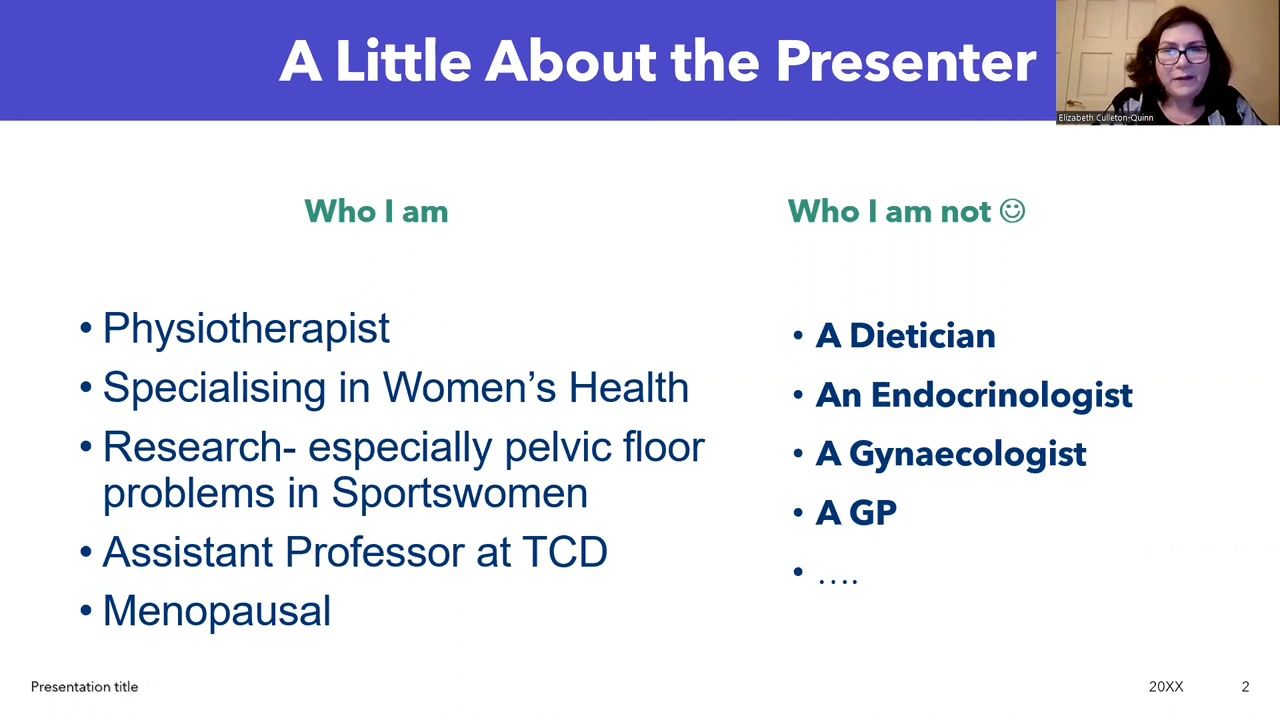 A Little About the Presenter
Elizabeth Culleton-Quinn
Who I am
• Physiotherapist
• Specialising in Women's Health
• Research- especially pelvic floor
problems in Sportswomen
• Assistant Professor at TCD
• Menopausal
Who I am not ☺
• A Dietician
• An Endocrinologist
• A Gynaecologist
• A GP
• ….
Presentation title
20XX
2